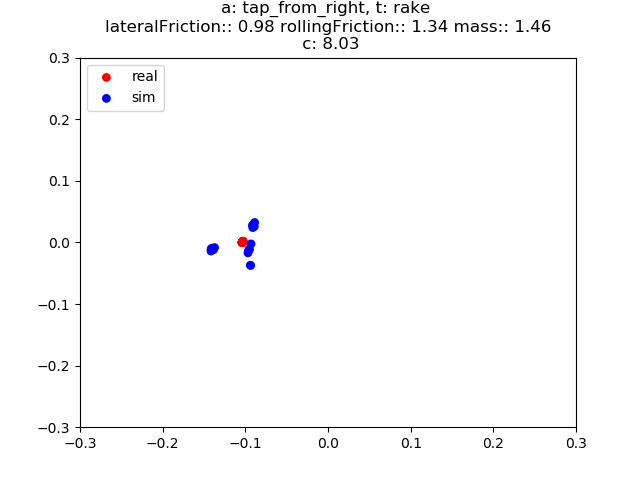 a: tap_from_right, t: rake
lateralFriction:: 0.98 rollingFriction:: 1.34 mass:: 1.46
c: 8.03
0.3
real
sim
0.2
0.1
0.0
−0.1
−0.2
−0.3
−0.3 −0.2 −0.1 0.0 0.1 0.2 0.3